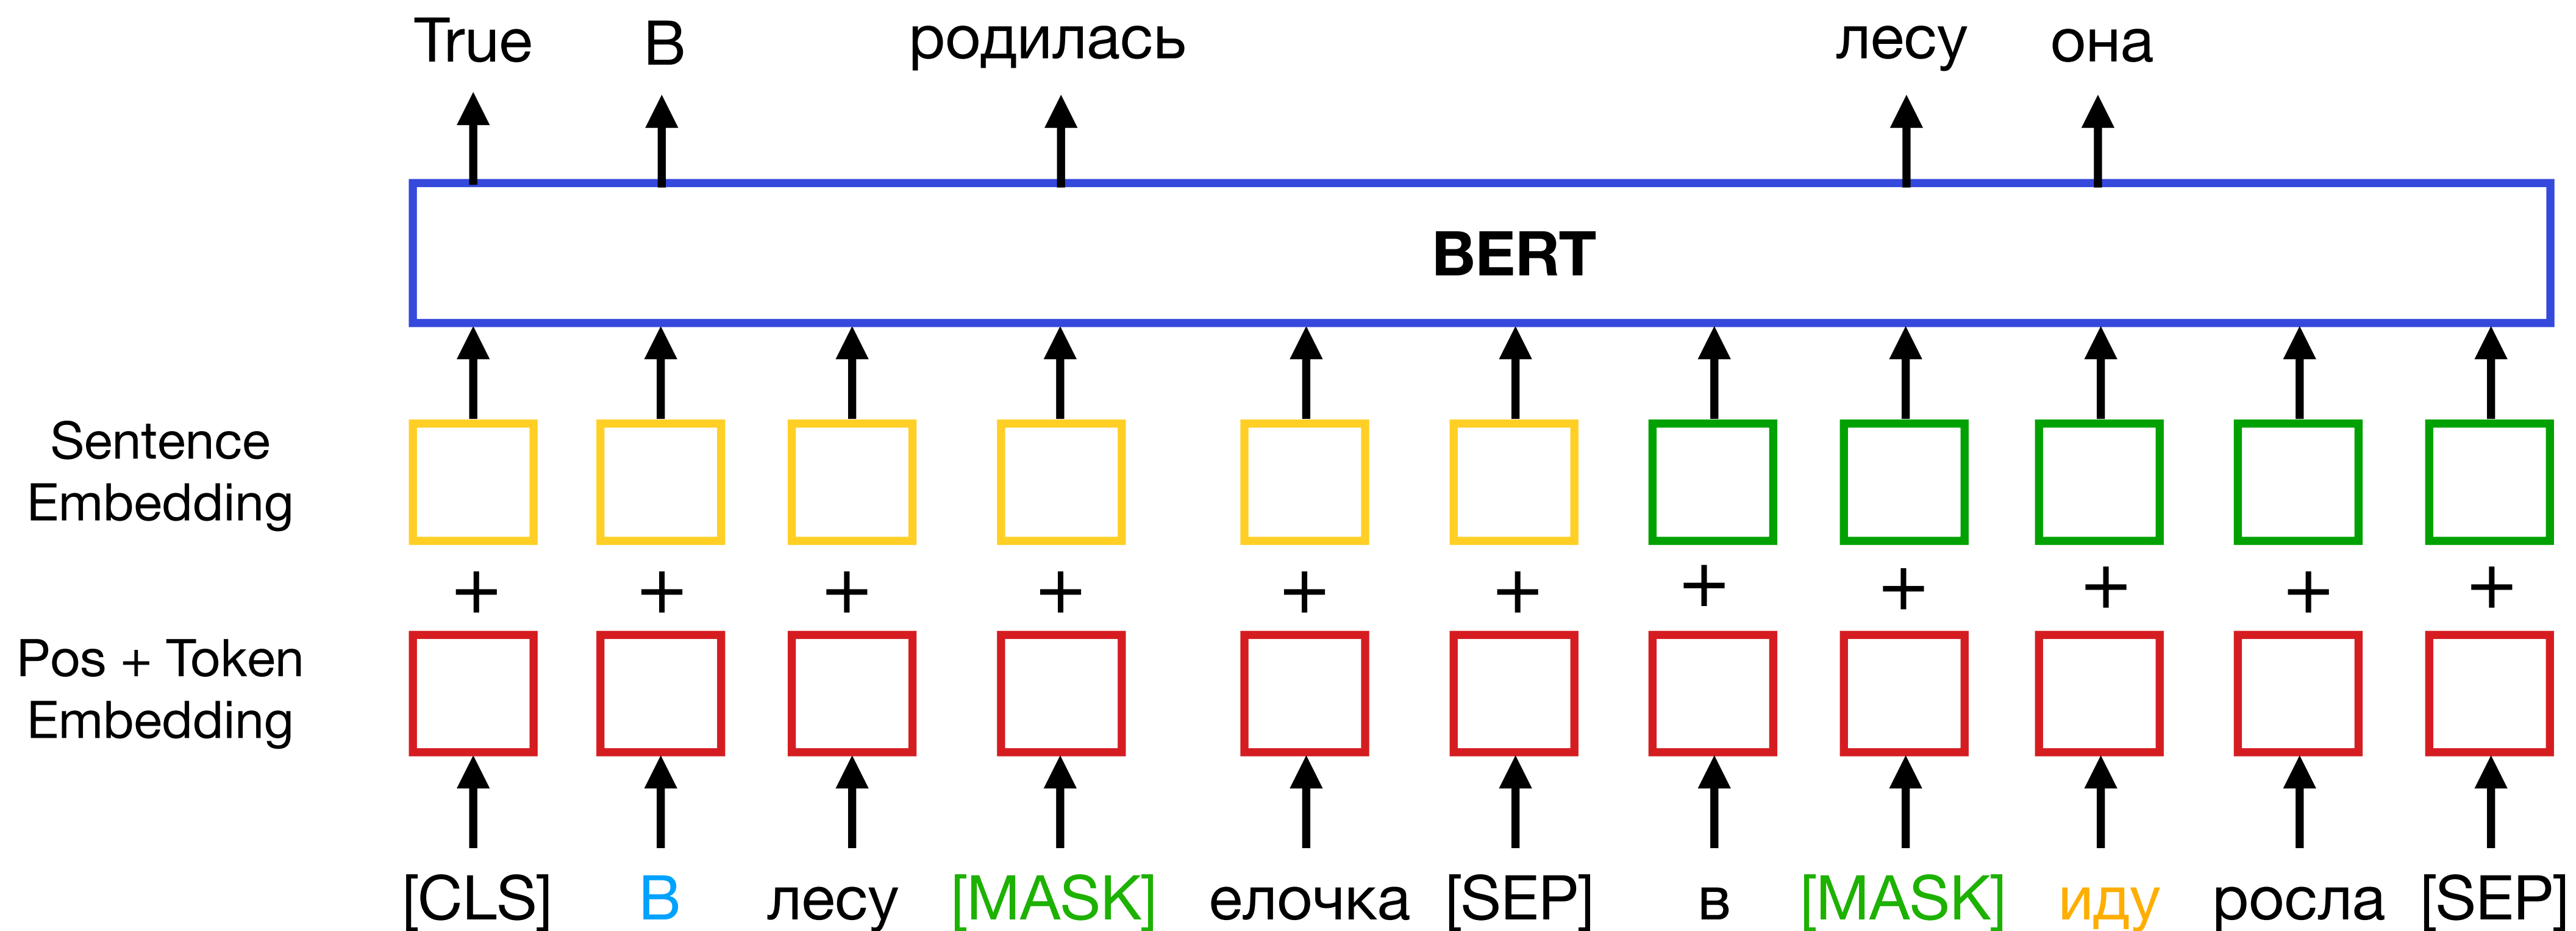 True В родилась лесу она
BERT
Sentence
Embedding
+ + + + + + + + + + +
Pos + Token
Embedding
[CLS] В лесу [MASK] елочка [SEP] в [MASK] иду росла [SEP]